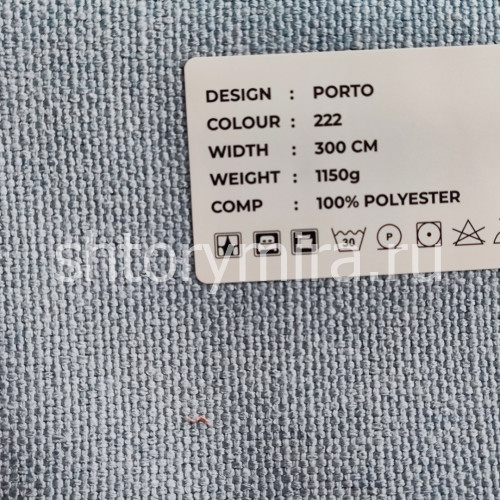 DESIGN : PORTO
COLOUR : 222
WIDTH : 300 CM
WEIGHT : 1150g
COMP : 100% POLYESTER
30 P
shtorymira.ru